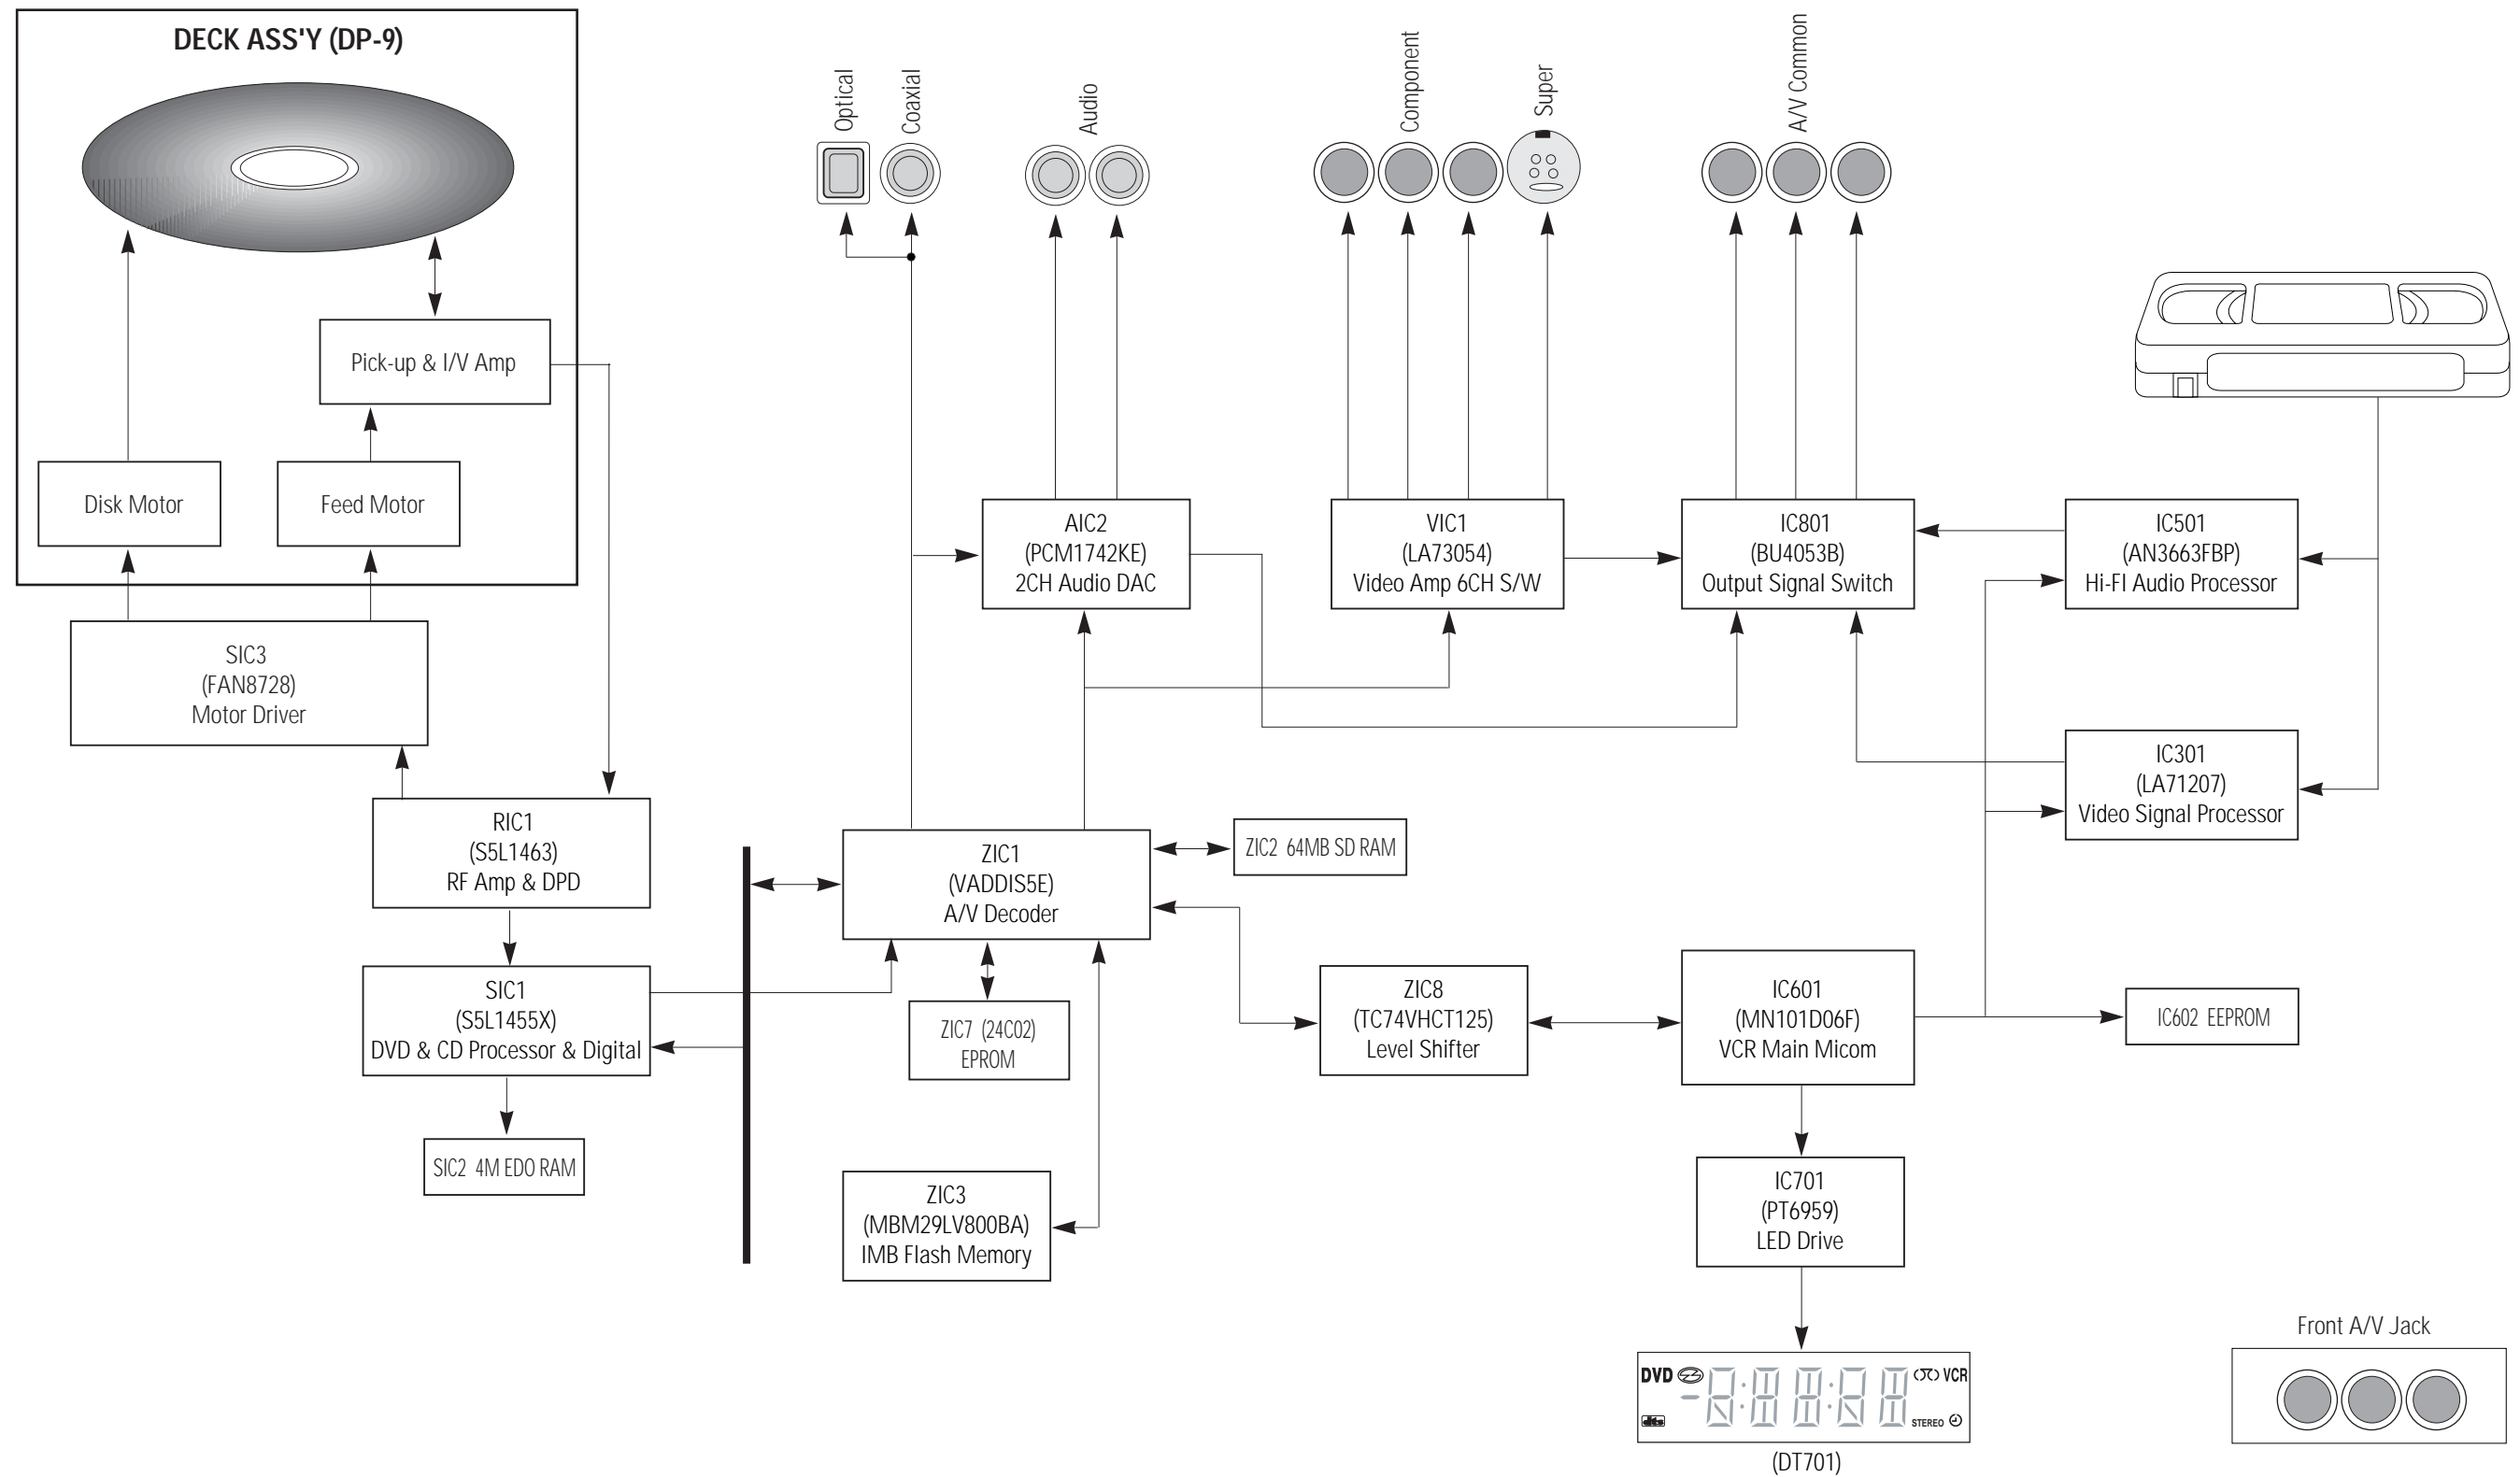 DECK ASS'Y (DP-9)
Pick-up & I/V Amp
Disk Motor
Feed Motor
SIC3
(FAN8728)
Motor Driver
RIC1
(S5L1463)
RF Amp & DPD
SIC1
(S5L1455X)
DVD & CD Processor & Digital
SIC2 4M EDO RAM
Optical
Coaxial
Audio
Component
Super
A/V Common
AIC2
(PCM1742KE)
2CH Audio DAC
VIC1
(LA73054)
Video Amp 6CH S/W
IC801
(BU4053B)
Output Signal Switch
IC501
(AN3663FBP)
Hi-FI Audio Processor
IC301
(LA71207)
Video Signal Processor
ZIC1
(VADDIS5E)
A/V Decoder
ZIC2 64MB SD RAM
ZIC7 (24C02)
EPROM
ZIC3
(MBM29LV800BA)
IMB Flash Memory
ZIC8
(TC74VHCT125)
Level Shifter
IC601
(MN101D06F)
VCR Main Micom
IC602 EEPROM
IC701
(PT6959)
LED Drive
DVD
VCR
dts
STEREO
(DT701)
Front A/V Jack